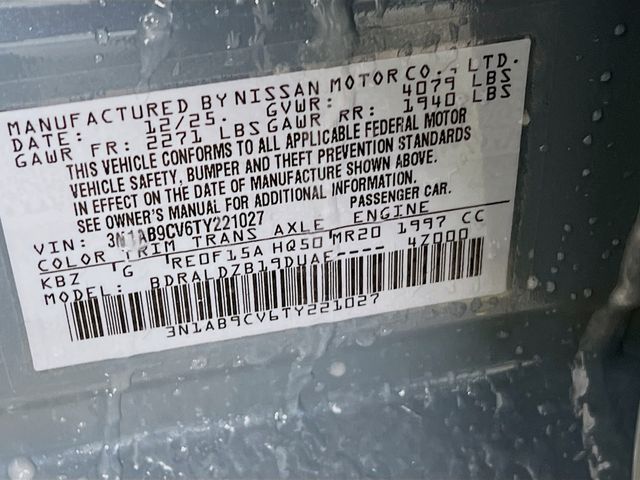 MANUFACTURED BY NISSAN MOTOR CO., LTD.
DATE: 12/25. GVWR: 4079 LBS
GAWR FR: 2271 LBS GAWR RR: 1940 LBS
THIS VEHICLE CONFORMS TO ALL APPLICABLE FEDERAL MOTOR
VEHICLE SAFETY, BUMPER AND THEFT PREVENTION STANDARDS
IN EFFECT ON THE DATE OF MANUFACTURE SHOWN ABOVE.
SEE OWNER'S MANUAL FOR ADDITIONAL INFORMATION.
VIN: 3N1AB9CV6TY221027 PASSENGER CAR.
COLOR TRIM TRANS AXLE ENGINE
KBZ G RE0F15A HQ50 MR20 1997 CC
MODEL: BDRALDZB19DUAF---- 4Z000
3N1AB9CV6TY221027